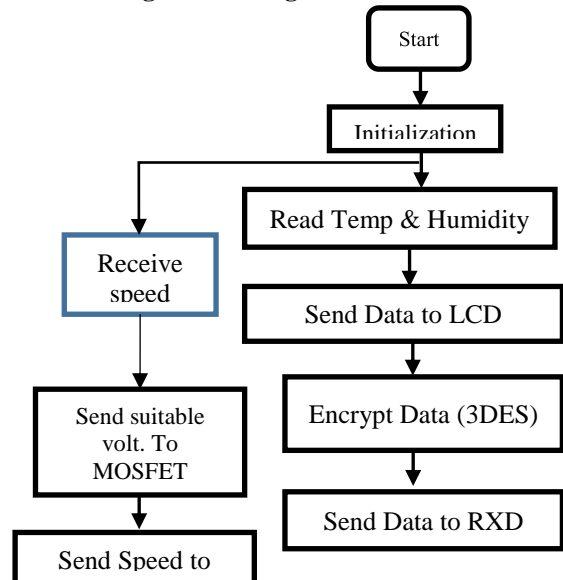 Start
Initialization
Read Temp & Humidity
Receive
speed
Send Data to LCD
Send suitable
volt. To
MOSFET
Encrypt Data (3DES)
Send Data to RXD
Send Speed to